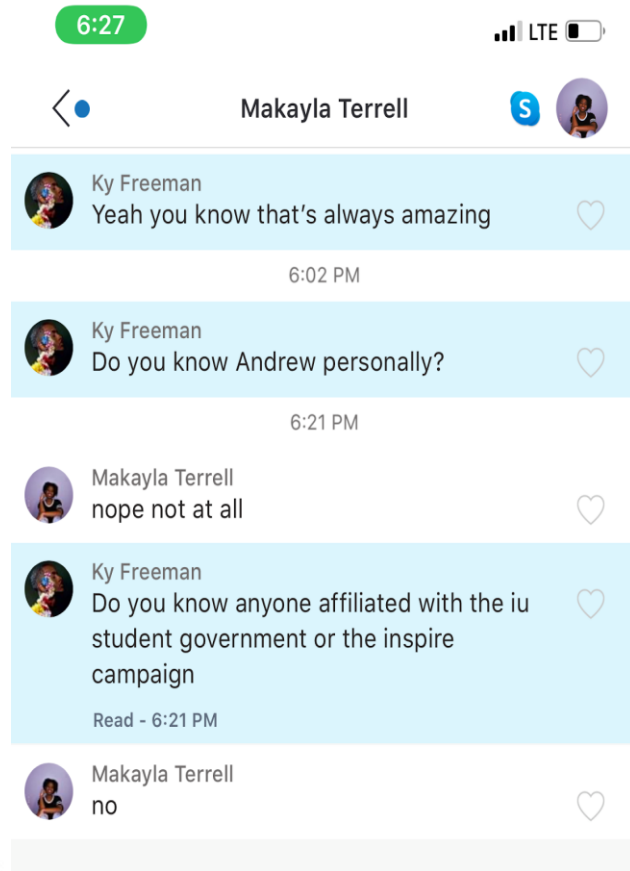 6:27
LTE
Makayla Terrell
S
Ky Freeman
Yeah you know that's always amazing
6:02 PM
Ky Freeman
Do you know Andrew personally?
6:21 PM
Makayla Terrell
nope not at all
Ky Freeman
Do you know anyone affiliated with the iu
student government or the inspire
campaign
Read - 6:21 PM
Makayla Terrell
no